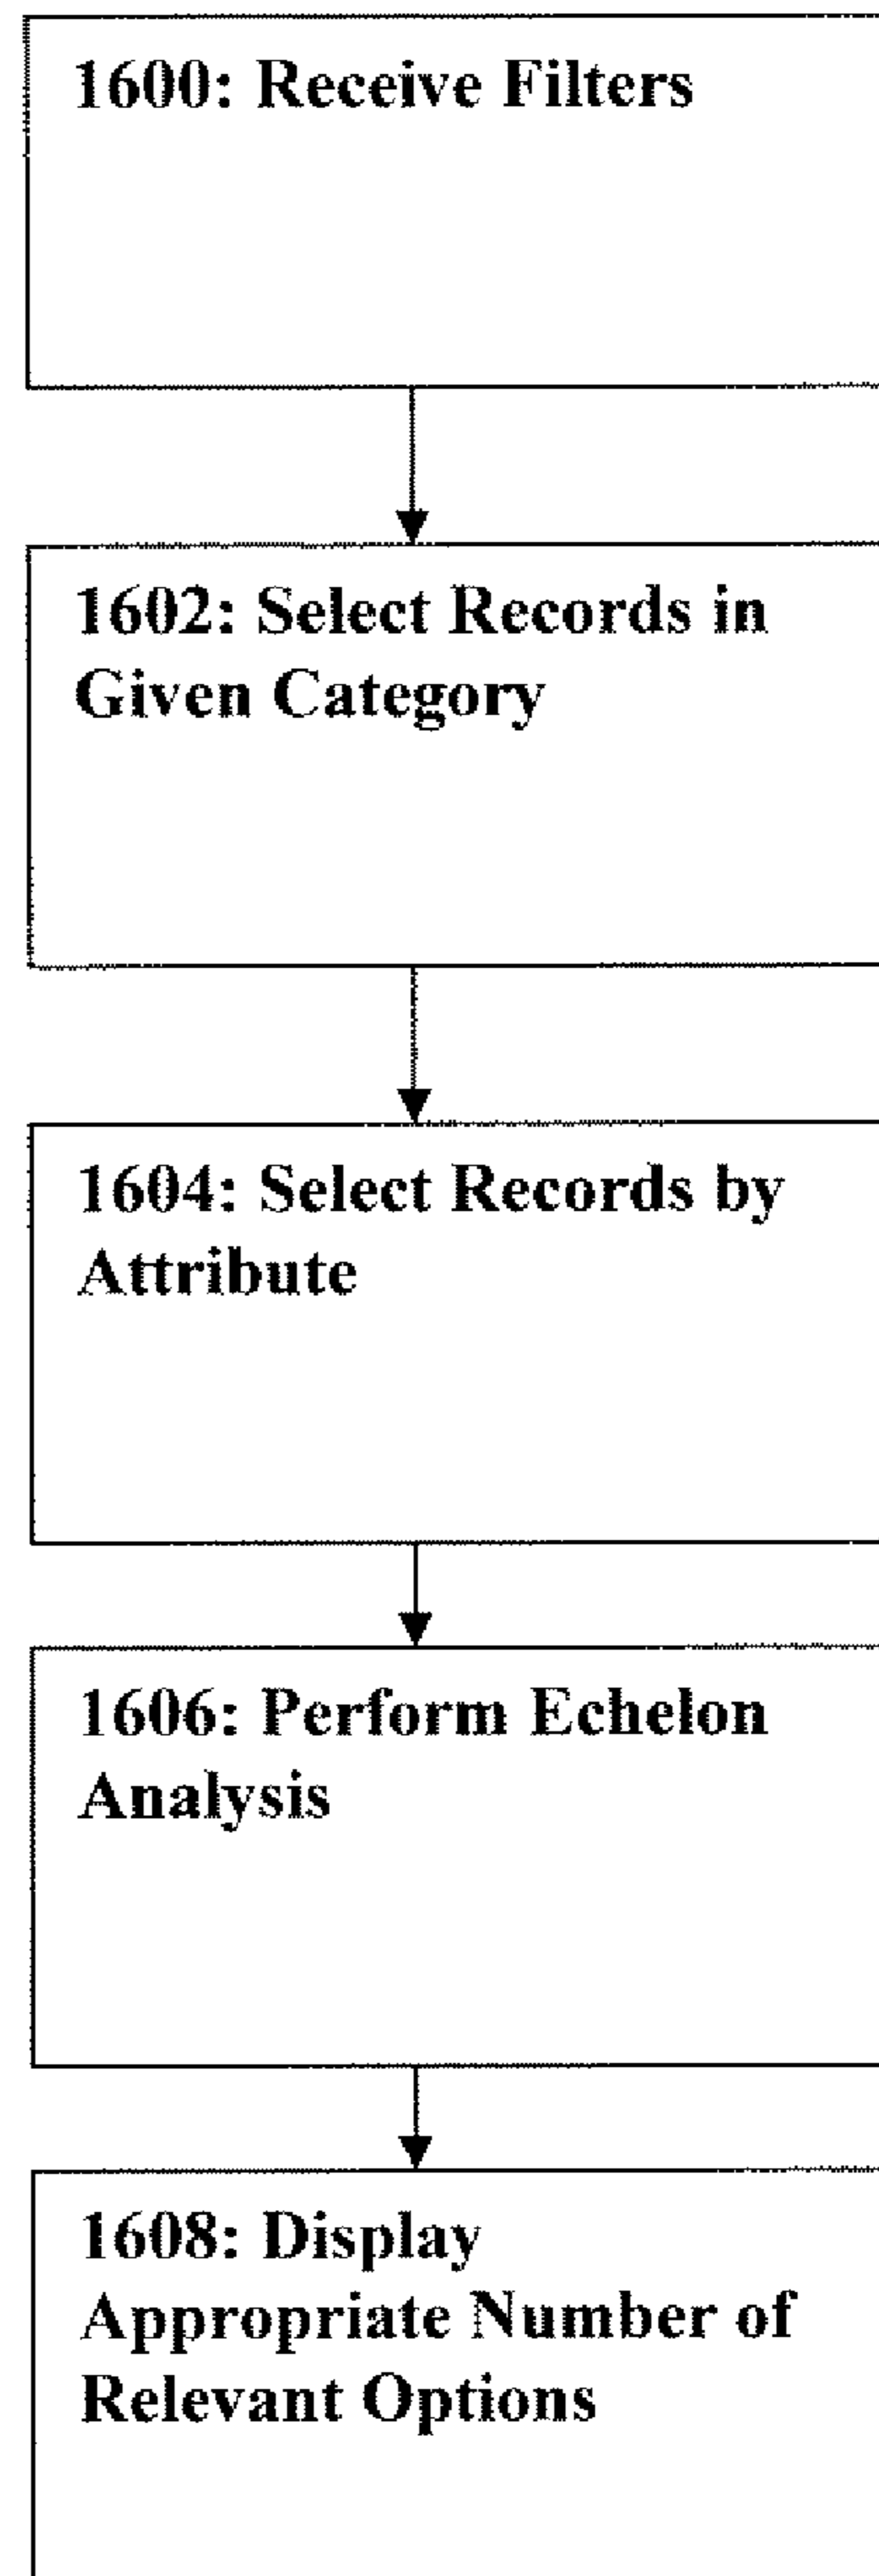 1600: Receive Filters
1602: Select Records in
Given Category
1604: Select Records by
Attribute
1606: Perform Echelon
Analysis
1608: Display
Appropriate Number of
Relevant Options